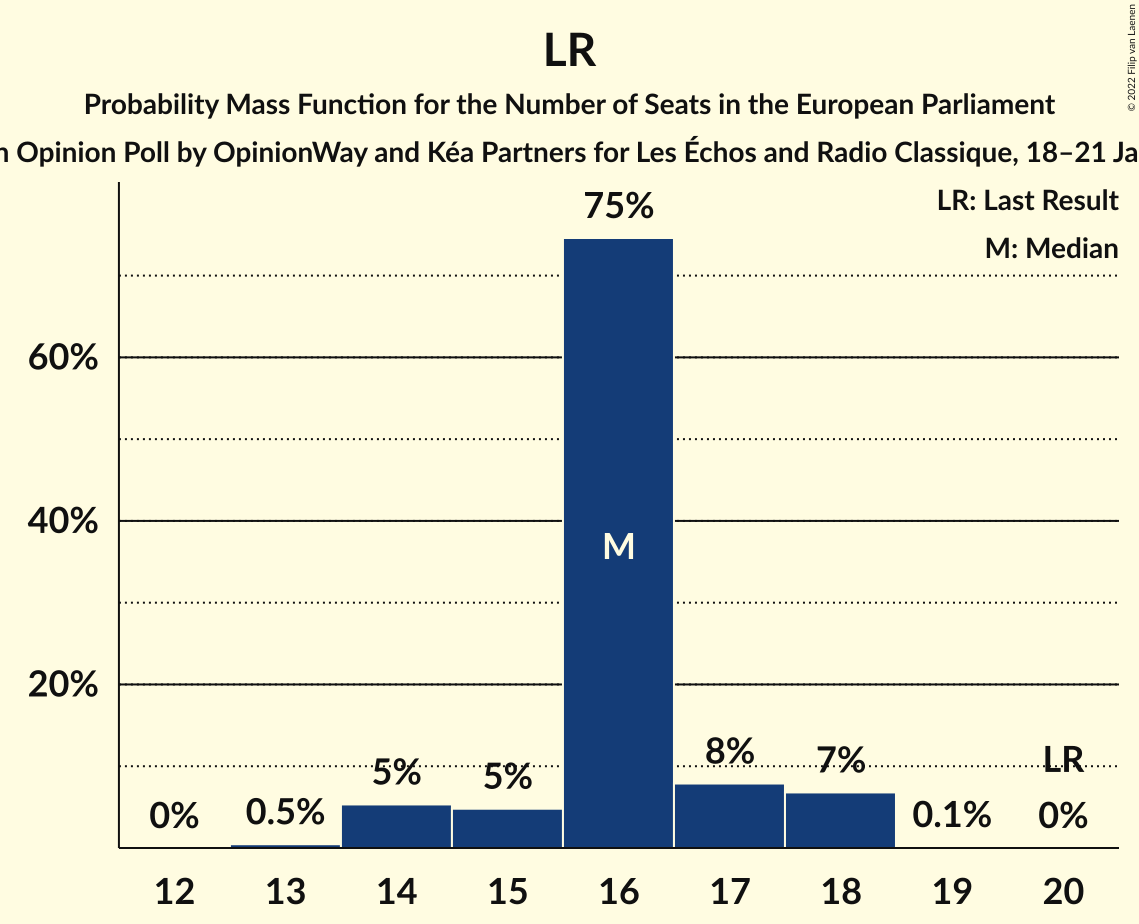 LR
Probability Mass Function for the Number of Seats in the European Parliament
Opinion Poll by OpinionWay and Kéa Partners for Les Échos and Radio Classique, 18–21
© 2022 Filip van Laenen
LR: Last Result
M: Median
75%
60%
40%
M
20%
8%
7%
LR
5%
5%
0%
0.5%
0.1%
0%
12 13 14 15 16 17 18 19 20